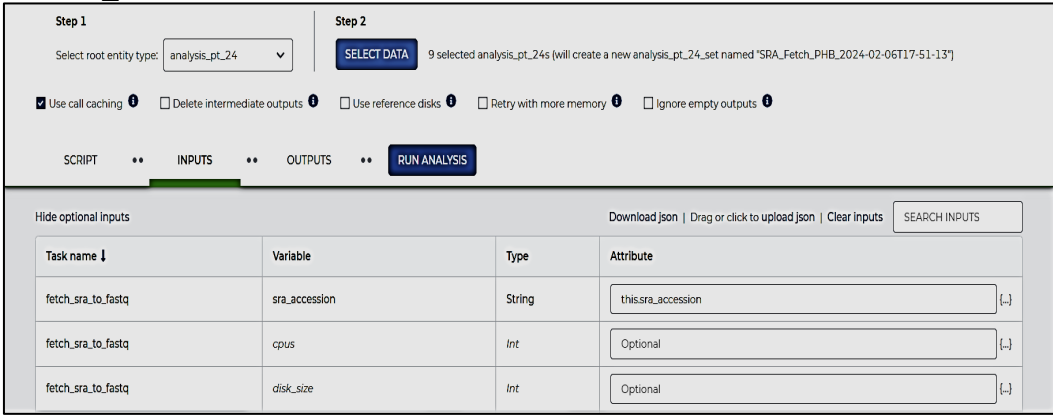 Step 1
Step 2
Select root entity type: analysis_pt_24
SELECT DATA 9 selected analysis_pt_24s (will create a new analysis_pt_24_set named "SRA_Fetch_PHB_2024-02-06T17-51-13")
Use call caching Delete intermediate outputs Use reference disks Retry with more memory Ignore empty outputs
SCRIPT INPUTS OUTPUTS RUN ANALYSIS
Hide optional inputs Download json | Drag or click to upload json | Clear inputs SEARCH INPUTS
Task name ↓ Variable Type Attribute
fetch_sra_to_fastq sra_accession String this.sra_accession {...}
fetch_sra_to_fastq cpus Int Optional {...}
fetch_sra_to_fastq disk_size Int Optional {...}